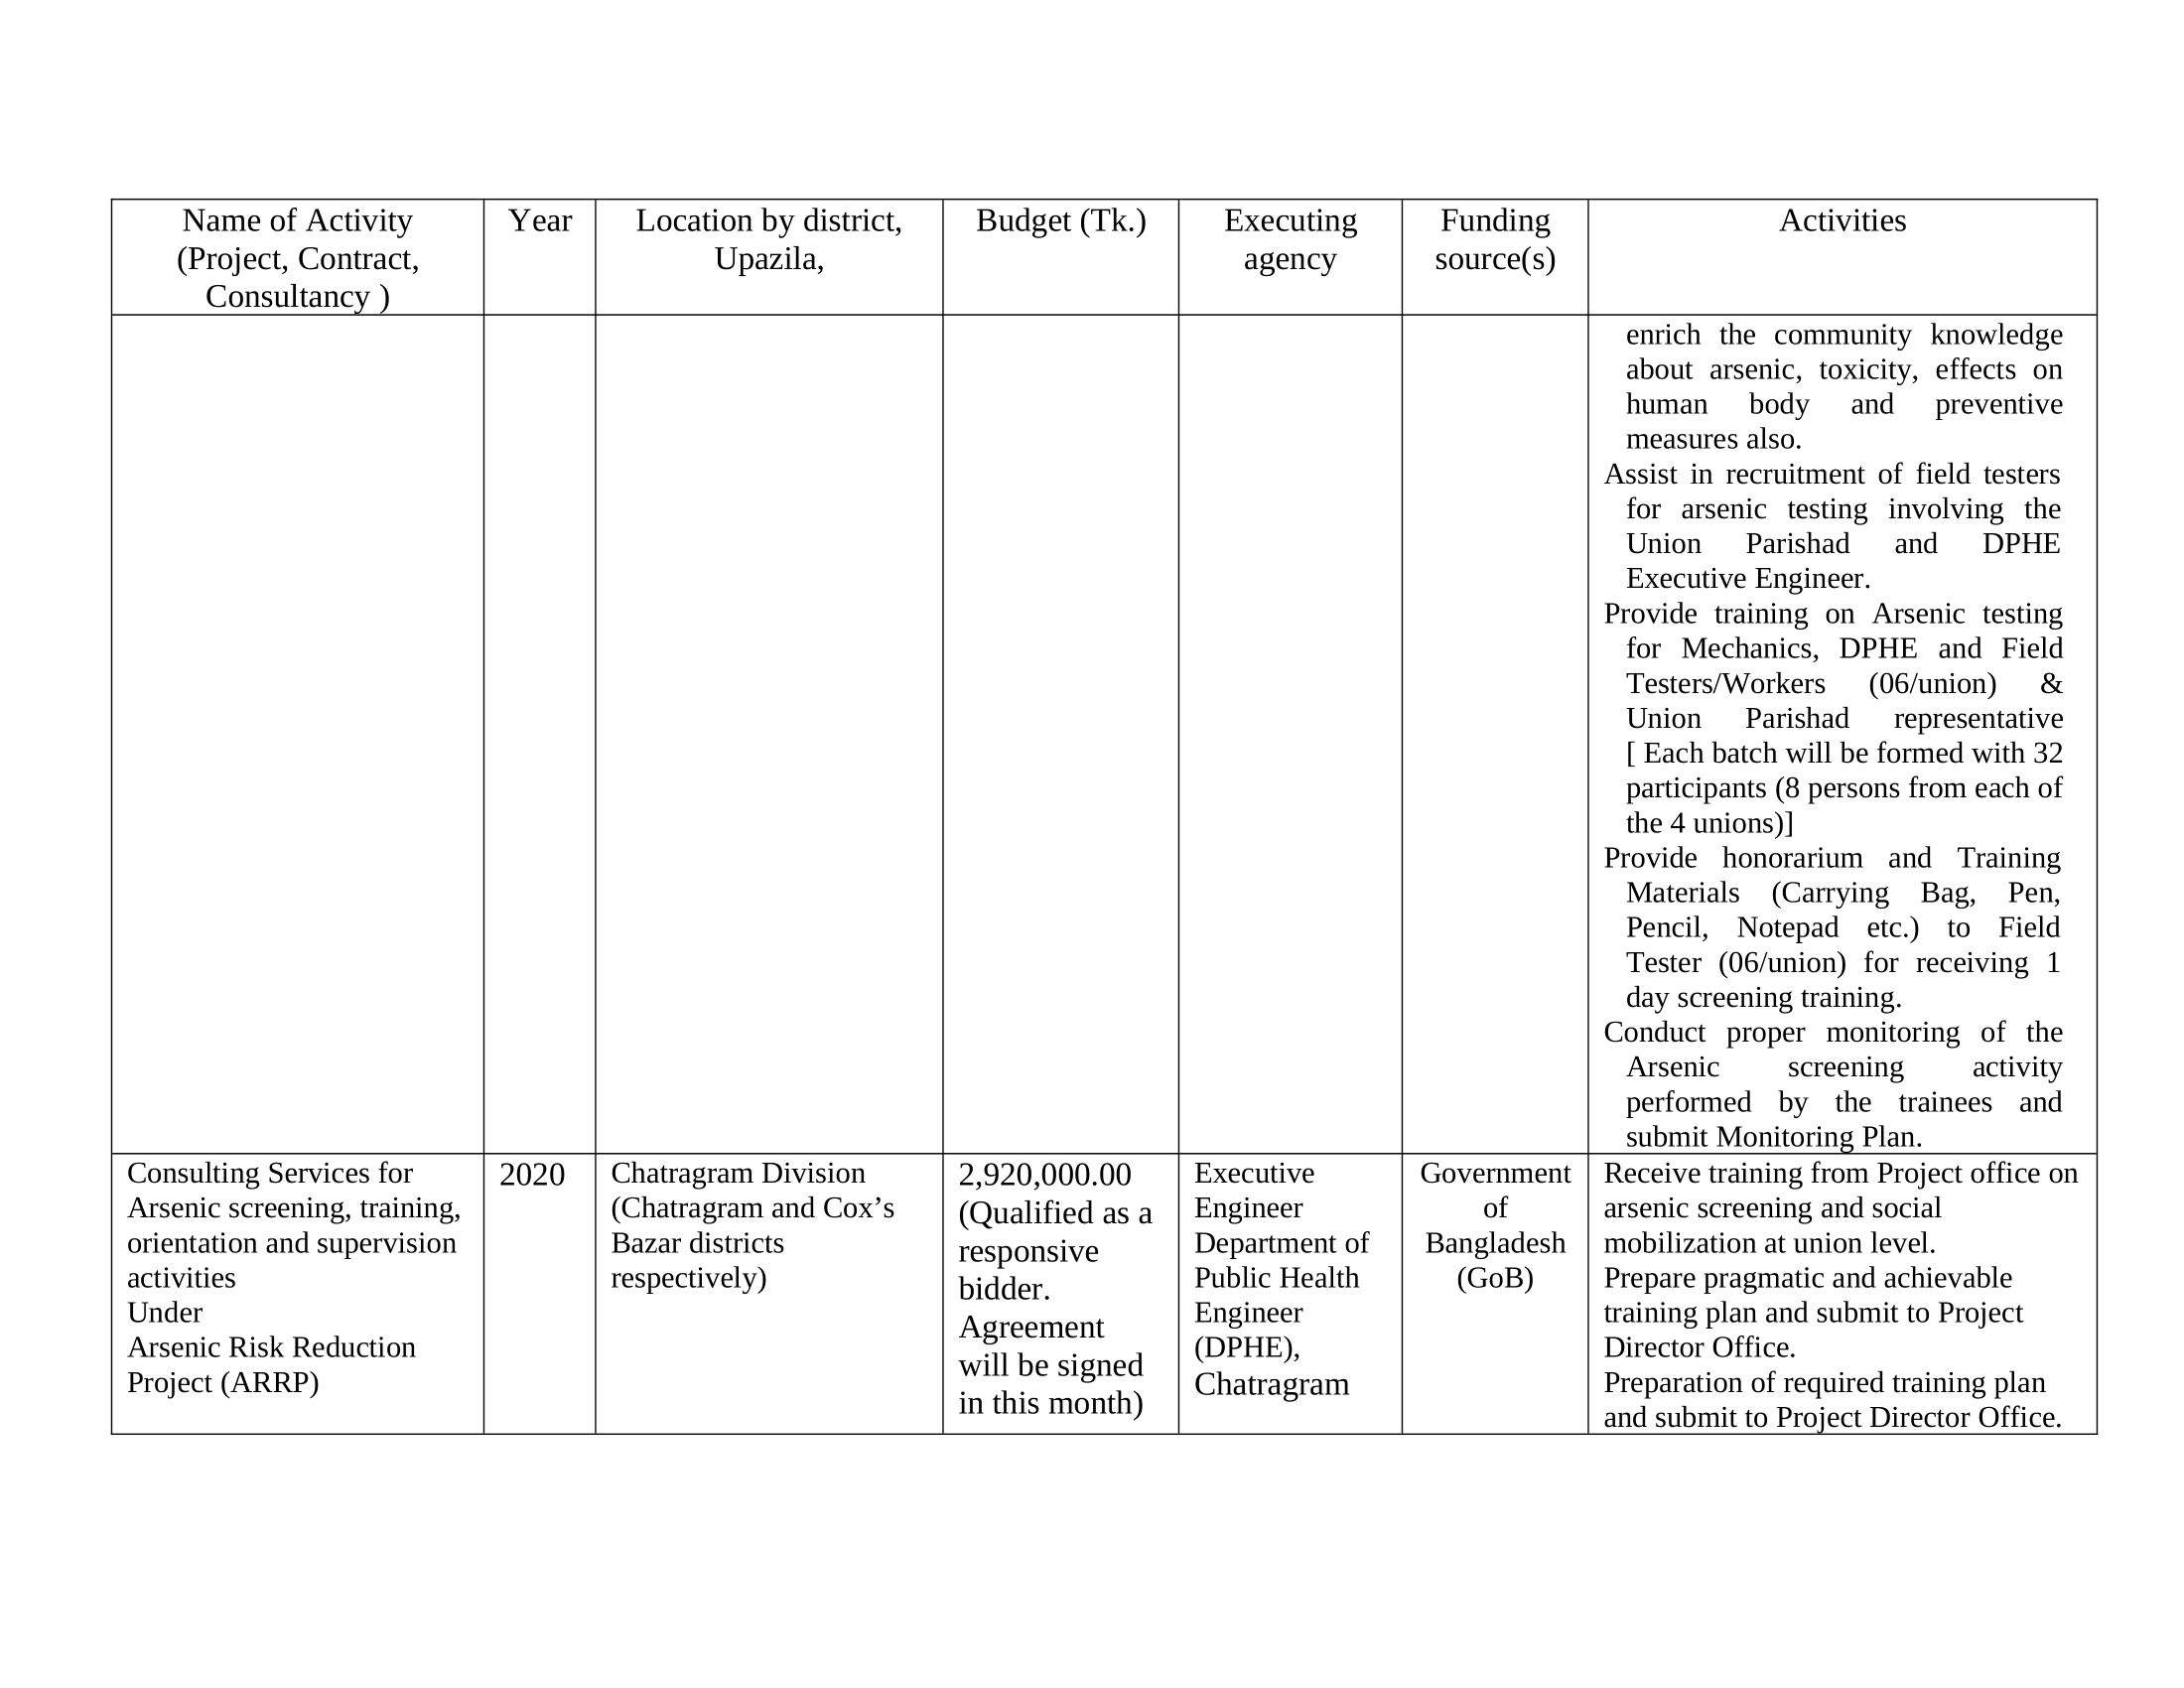 Name of Activity
(Project, Contract,
Consultancy )
Year
Location by district,
Upazila,
Budget (Tk.)
Executing
agency
Funding
source(s)
Activities
enrich the community knowledge
about arsenic, toxicity, effects on
human body and preventive
measures also.
Assist in recruitment of field testers
for arsenic testing involving the
Union Parishad and DPHE
Executive Engineer.
Provide training on Arsenic testing
for Mechanics, DPHE and Field
Testers/Workers (06/union) &
Union Parishad representative
[ Each batch will be formed with 32
participants (8 persons from each of
the 4 unions)]
Provide honorarium and Training
Materials (Carrying Bag, Pen,
Pencil, Notepad etc.) to Field
Tester (06/union) for receiving 1
day screening training.
Conduct proper monitoring of the
Arsenic screening activity
performed by the trainees and
submit Monitoring Plan.
Consulting Services for
Arsenic screening, training,
orientation and supervision
activities
Under
Arsenic Risk Reduction
Project (ARRP)
2020
Chatragram Division
(Chatragram and Cox’s
Bazar districts
respectively)
2,920,000.00
(Qualified as a
responsive
bidder.
Agreement
will be signed
in this month)
Executive
Engineer
Department of
Public Health
Engineer
(DPHE),
Chatragram
Government
of
Bangladesh
(GoB)
Receive training from Project office on
arsenic screening and social
mobilization at union level.
Prepare pragmatic and achievable
training plan and submit to Project
Director Office.
Preparation of required training plan
and submit to Project Director Office.